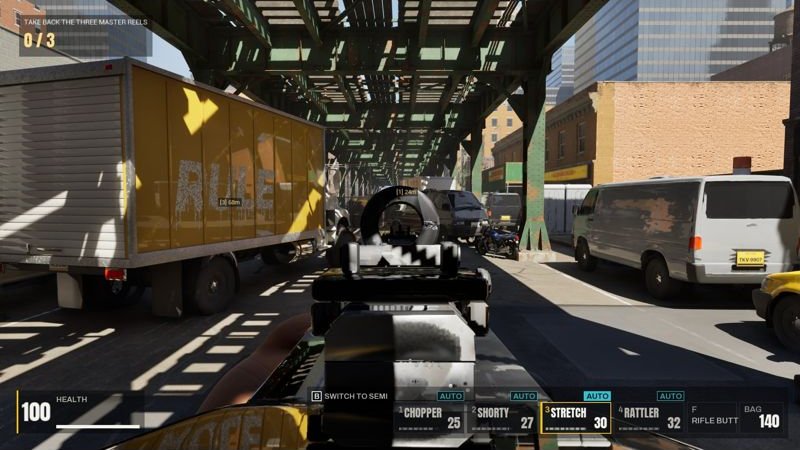 TAKE BACK THE THREE MASTER REELS
0 / 3
RULE
[3] 68m
[1] 24m
TKV·9907
100
HEALTH
B SWITCH TO SEMI
AUTO
AUTO
AUTO
AUTO
1 CHOPPER 25
2 SHORTY 27
3 STRETCH 30
4 RATTLER 32
F
RIFLE BUTT
BAG
140